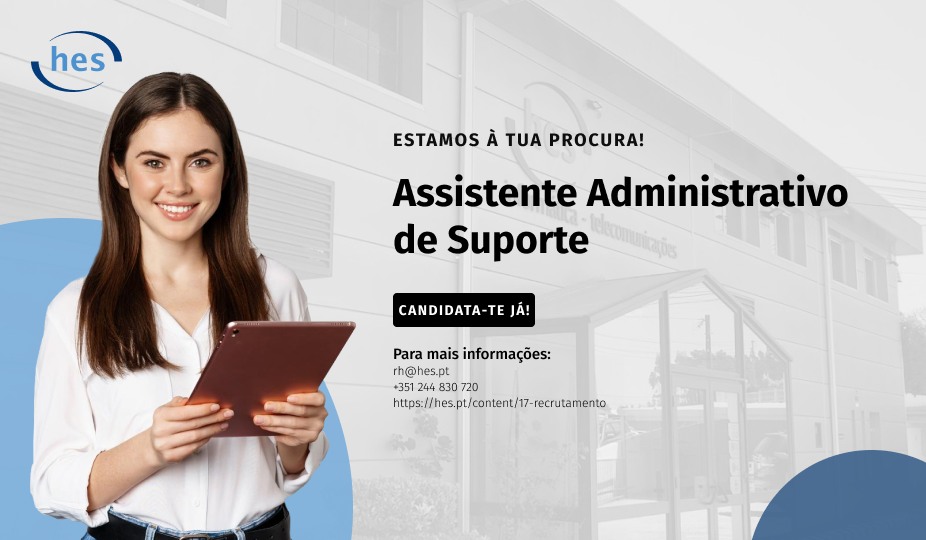 hes
ESTAMOS À TUA PROCURA!
Assistente Administrativo
de Suporte
telecomunicações
CANDIDATA-TE JÁ!
Para mais informações:
rh@hes.pt
+351 244 830 720
https://hes.pt/content/17-recrutamento